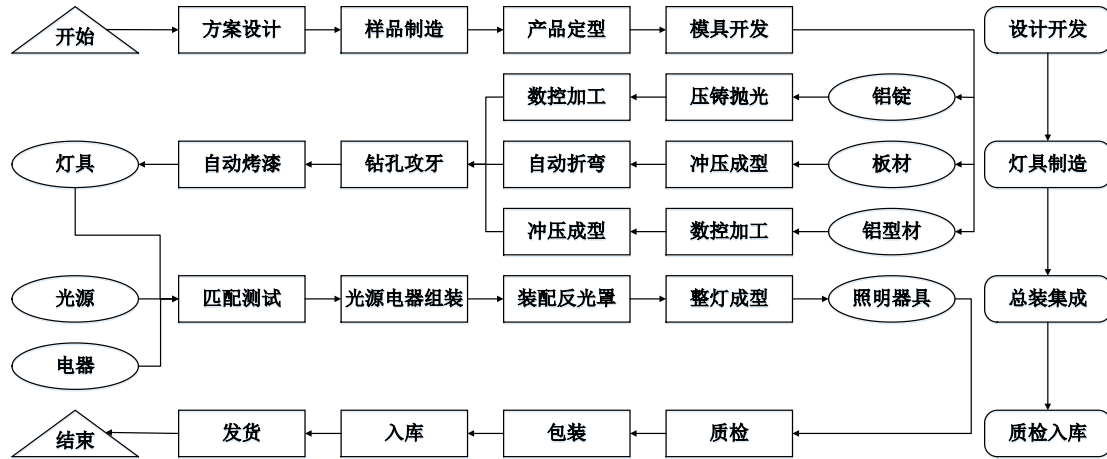 开始
方案设计
样品制造
产品定型
模具开发
设计开发
数控加工
压铸抛光
铝锭
灯具
自动烤漆
钻孔攻牙
自动折弯
冲压成型
板材
灯具制造
冲压成型
数控加工
铝型材
光源
匹配测试
光源电器组装
装配反光罩
整灯成型
照明器具
总装集成
电器
结束
发货
入库
包装
质检
质检入库